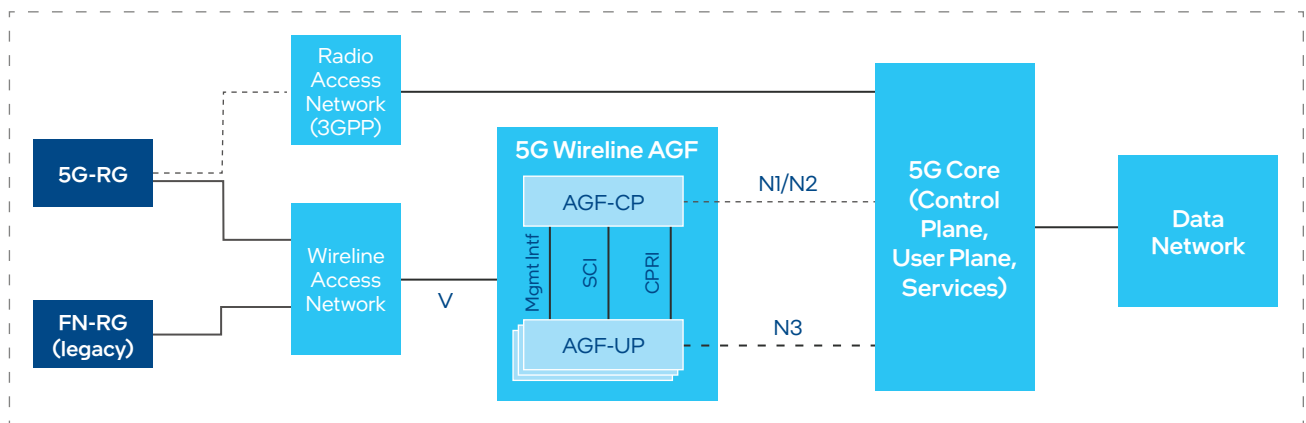 Radio
Access
Network
(3GPP)
5G-RG
5G Wireline AGF
AGF-CP
N1/N2
5G Core
(Control
Plane,
User Plane,
Services)
Data
Network
Wireline
Access
Network
V
Mgmt Intf
SCI
CPRI
FN-RG
(legacy)
AGF-UP
N3